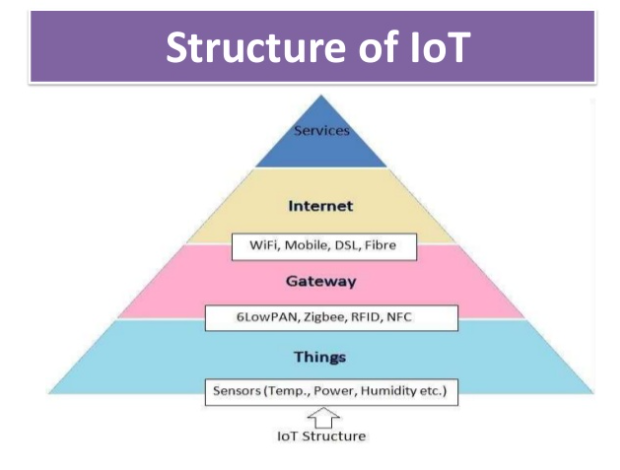 Structure of IoT
Services
Internet
WiFi, Mobile, DSL, Fibre
Gateway
6LowPAN, Zigbee, RFID, NFC
Things
Sensors (Temp., Power, Humidity etc.)
IoT Structure